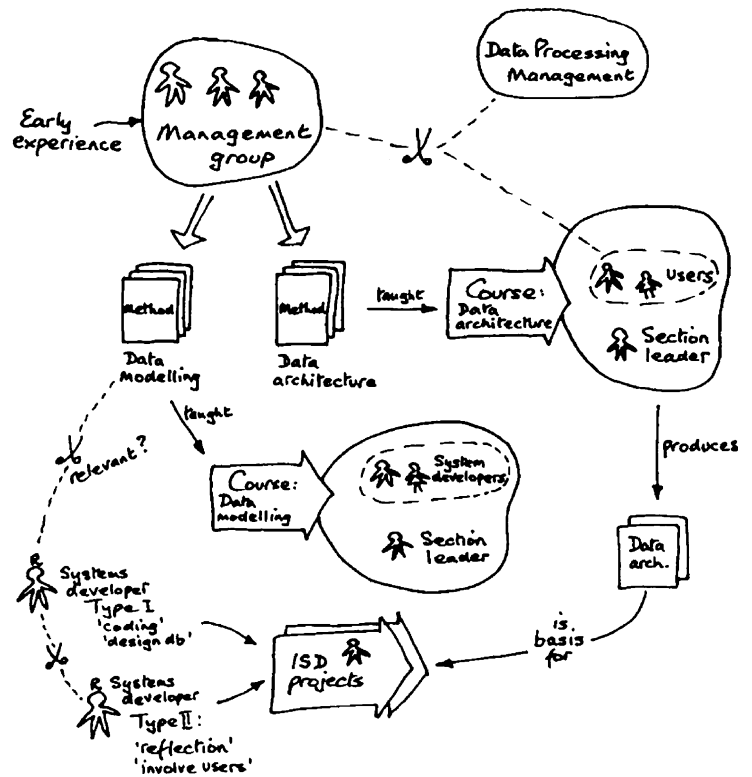 Data Processing
Management
Early
experience
Management
group
Method
Data
Modelling
Method
Data
architecture
taught
Course:
Data
architecture
users
Section
leader
taught
relevant?
Course:
Data
modelling
System
developers
Section
leader
produces
Data
arch.
is
basis
for
Systems
developer
Type I
'coding'
'design db'
ISD
projects
Systems
developer
Type II:
'reflection'
'involve users'